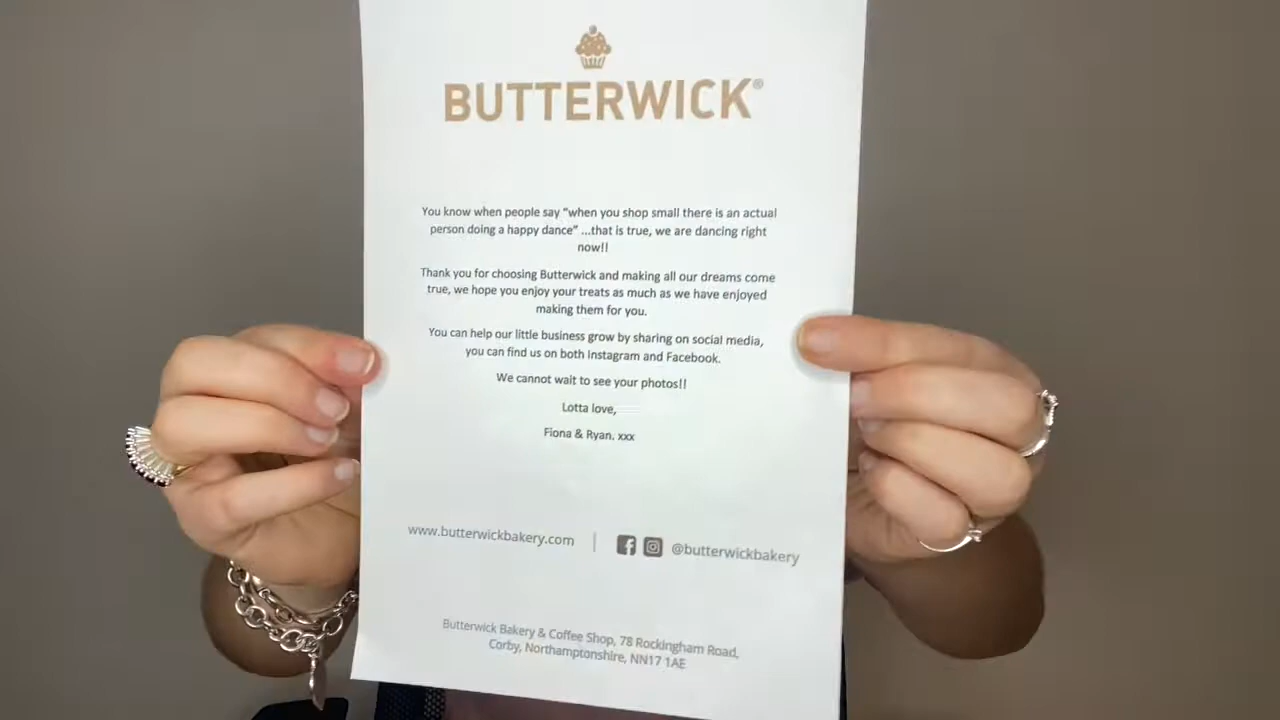 BUTTERWICK®
You know when people say "when you shop small there is an actual
person doing a happy dance" ...that is true, we are dancing right
now!!
Thank you for choosing Butterwick and making all our dreams come
true, we hope you enjoy your treats as much as we have enjoyed
making them for you.
You can help our little business grow by sharing on social media,
you can find us on both Instagram and Facebook.
We cannot wait to see your photos!!
Lotta love,
Fiona & Ryan. xxx
www.butterwickbakery.com | @butterwickbakery
Butterwick Bakery & Coffee Shop, 78 Rockingham Road,
Corby, Northamptonshire, NN17 1AE